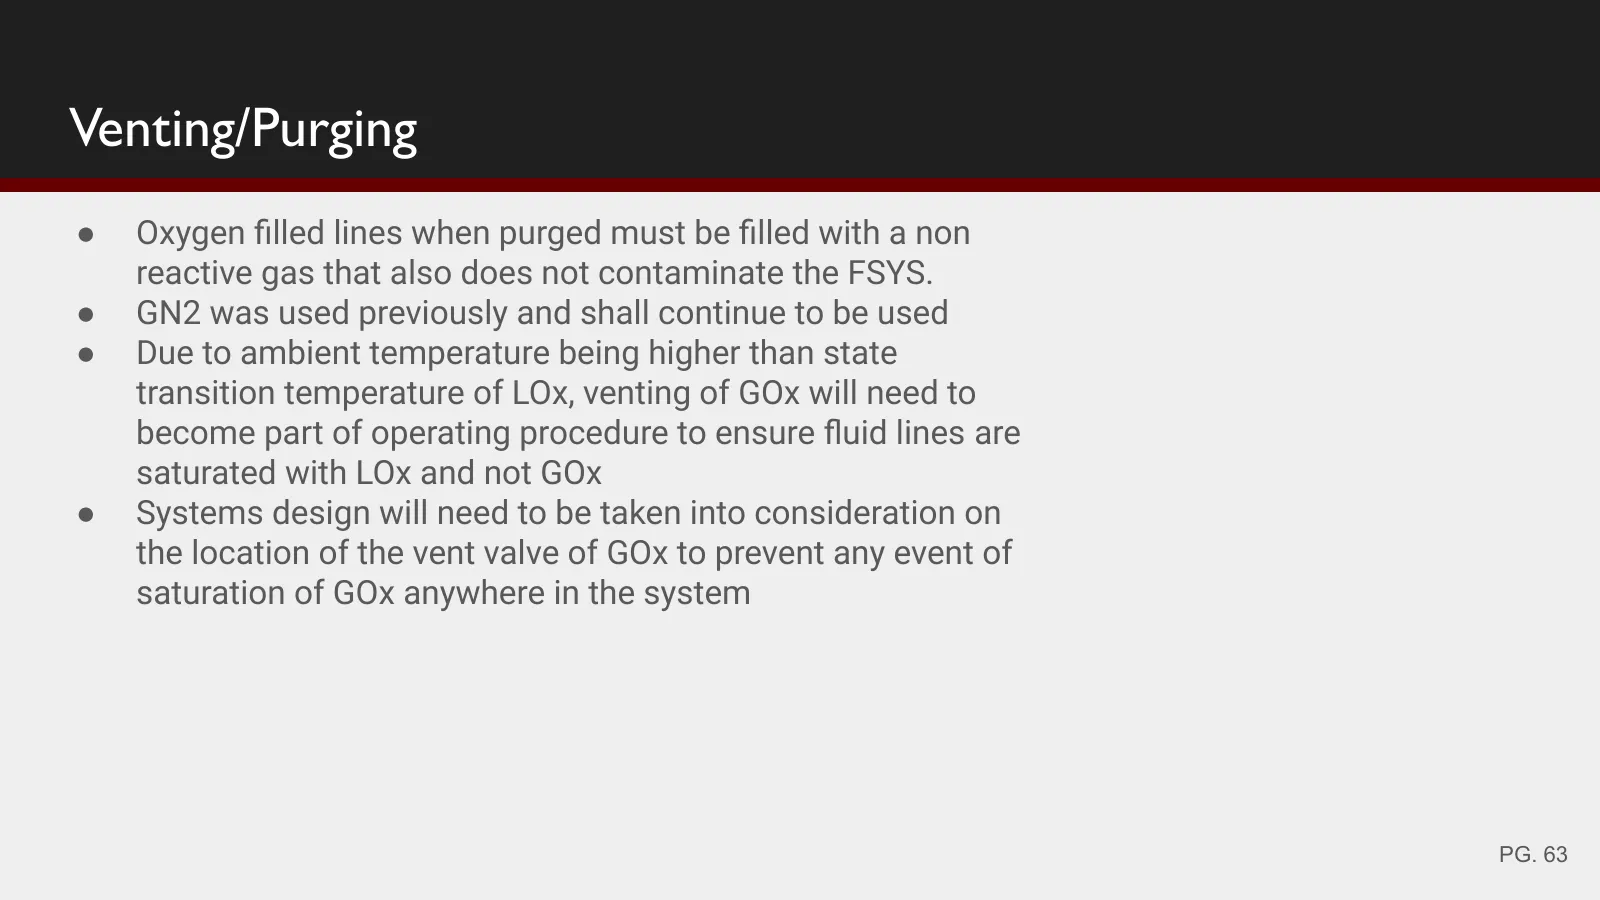 Venting/Purging
● Oxygen filled lines when purged must be filled with a non
reactive gas that also does not contaminate the FSYS.
● GN2 was used previously and shall continue to be used
● Due to ambient temperature being higher than state
transition temperature of LOx, venting of GOx will need to
become part of operating procedure to ensure fluid lines are
saturated with LOx and not GOx
● Systems design will need to be taken into consideration on
the location of the vent valve of GOx to prevent any event of
saturation of GOx anywhere in the system
PG. 63